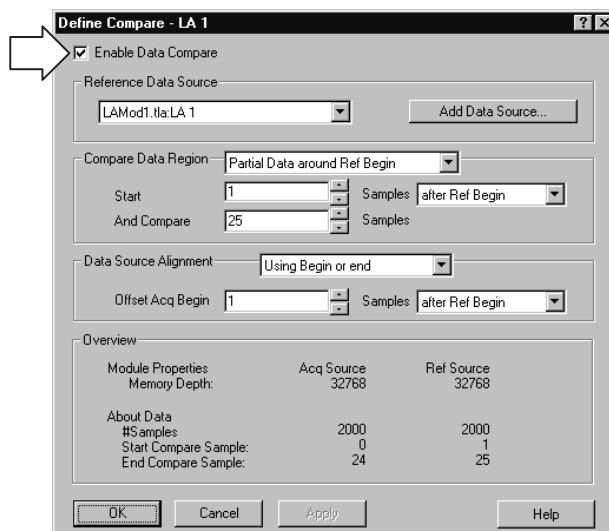 Define Compare - LA 1
Enable Data Compare
Reference Data Source
LAMod1.tla:LA 1
Add Data Source...
Compare Data Region
Partial Data around Ref Begin
Start 1 Samples after Ref Begin
And Compare 25 Samples
Data Source Alignment
Using Begin or end
Offset Acq Begin 1 Samples after Ref Begin
Overview
Module Properties Acq Source Ref Source
Memory Depth: 32768 32768
About Data
#Samples 2000 2000
Start Compare Sample: 0 1
End Compare Sample: 24 25
OK Cancel Apply Help